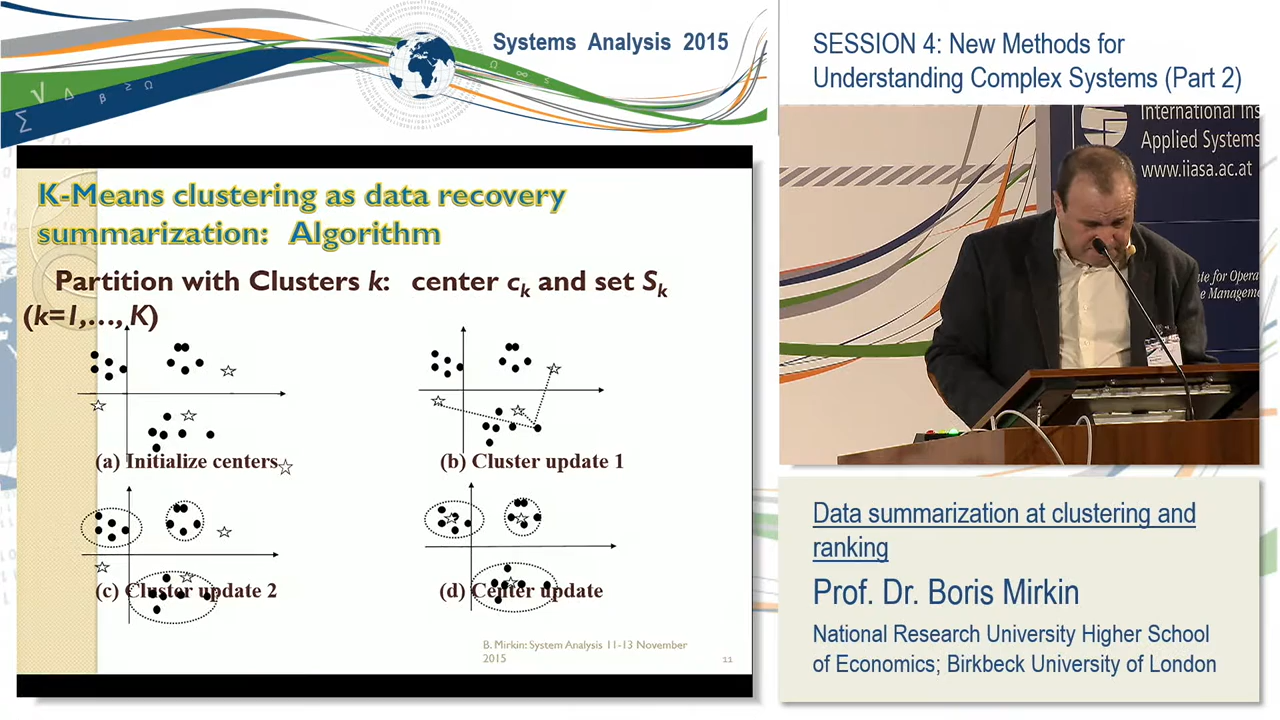 Systems Analysis 2015
SESSION 4: New Methods for
Understanding Complex Systems (Part 2)
√ Δ β ≥ Ω
Σ
Ω ∞ ≤
K-Means clustering as data recovery
summarization: Algorithm
Partition with Clusters k: center ck and set Sk
(k=1,…, K)
(a) Initialize centers
(b) Cluster update 1
(c) Cluster update 2
(d) Center update
B. Mirkin: System Analysis 11-13 November
2015
11
International Ins
Applied Systems
www.iiasa.ac.at
for Opera
Manageme
Data summarization at clustering and
ranking
Prof. Dr. Boris Mirkin
National Research University Higher School
of Economics; Birkbeck University of London